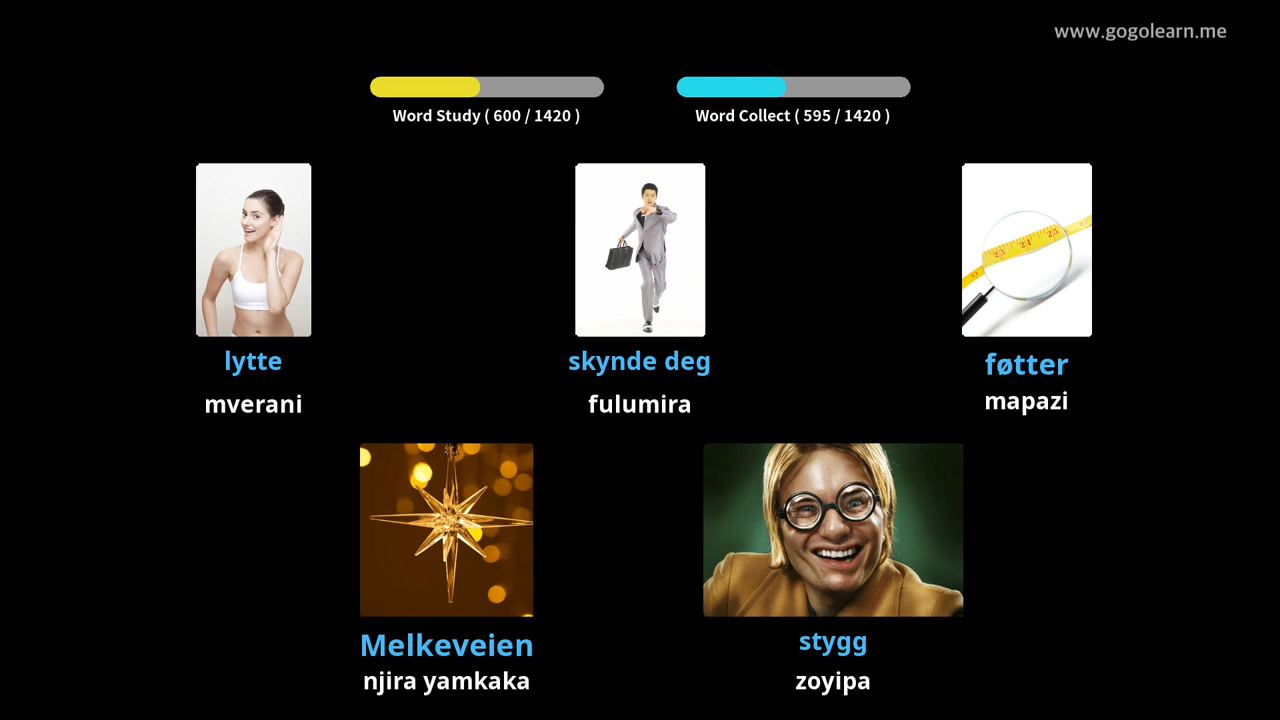 www.gogolearn.me
Word Study ( 600 / 1420 )
Word Collect ( 595 / 1420 )
lytte
skynde deg
føtter
mverani
fulumira
mapazi
Melkeveien
stygg
njira yamkaka
zoyipa